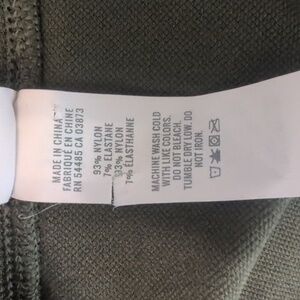 MADE IN CHINA
FABRIQUÉ EN CHINE
RN 54485 CA 03873
93% NYLON
7% ELASTANE
93% NYLON
7% ÉLASTHANNE
MACHINE WASH COLD
WITH LIKE COLORS.
DO NOT BLEACH.
TUMBLE DRY LOW. DO
NOT IRON.